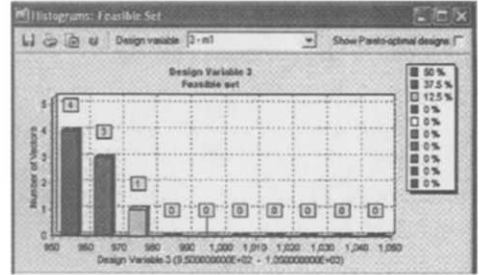 Histograms: Feasible Set
Design variable 3 - m1 Show Pareto-optimal designs
Design Variable 3
Feasible set
Number of Vectors
5
4
3
2
1
0
4
3
1
0 0 0 0 0 0 0
950 960 970 980 990 1,000 1,010 1,020 1,030 1,040 1,050
Design Variable 3 (9,500000000E+02 - 1,050000000E+03)
50 %
37.5 %
12.5 %
0 %
0 %
0 %
0 %
0 %
0 %
0 %